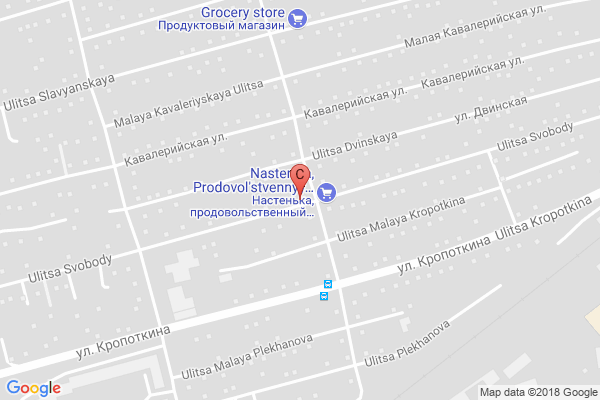 Grocery store
Продуктовый магазин
Малая Кавалерийская ул.
Ulitsa Slavyanskaya
Malaya Kavaleriyskaya Ulitsa
Кавалерийская ул.
Кавалерийская ул.
ул. Двинская
Ulitsa Dvinskaya
Ulitsa Svobody
Кавалерийская ул.
C
Prodovol'stvenny...
Настенька,
продовольственный...
Ulitsa Malaya Kropotkina
Ulitsa Kropotkina
ул. Кропоткина
Ulitsa Svobody
ул. Кропоткина
Ulitsa Malaya Plekhanova
Ulitsa Plekhanova
Google
Map data ©2018 Google